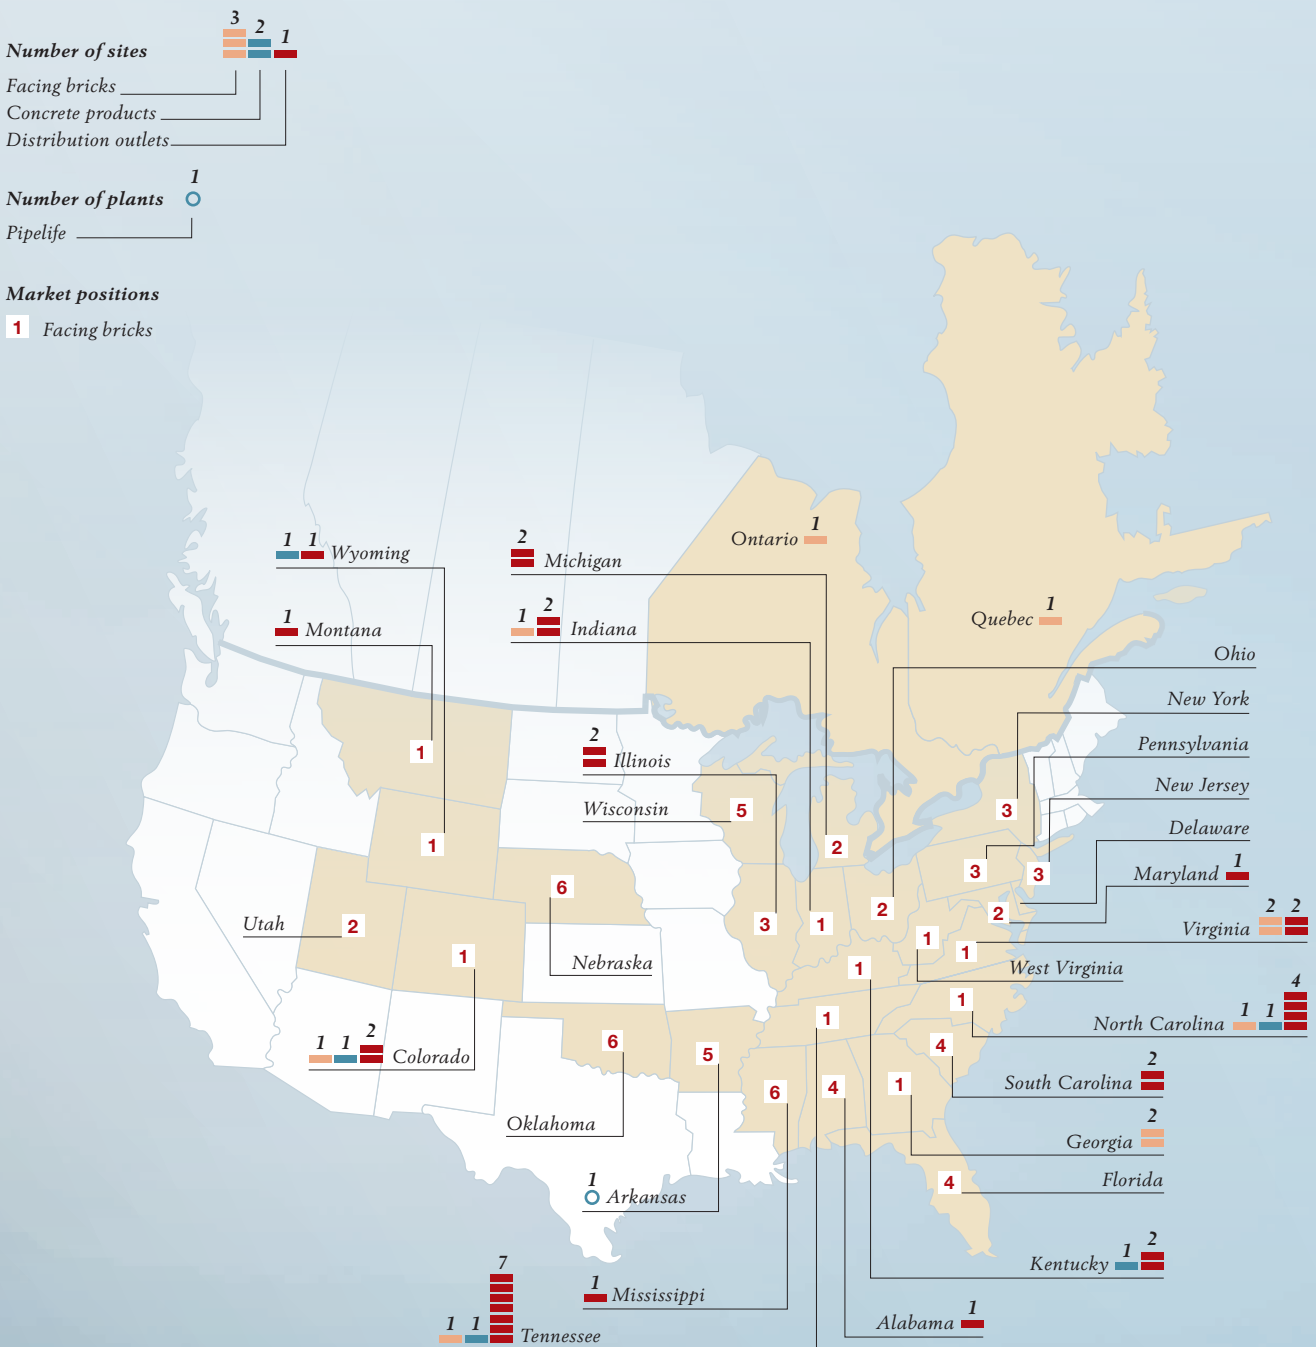 3 2 1
Number of sites
Facing bricks
Concrete products
Distribution outlets
1
Number of plants
Pipelife
Market positions
1 Facing bricks
1 1 Wyoming
2 Michigan
Ontario 1
1 Montana
1 2 Indiana
Quebec 1
Ohio
New York
Pennsylvania
New Jersey
Delaware
Maryland 1
Virginia 2 2
West Virginia
North Carolina 1 1 4
South Carolina 2
Georgia 2
Florida
Kentucky 1 2
Alabama 1
2 Illinois
Wisconsin
Utah
Nebraska
1 1 2 Colorado
Oklahoma
1 Arkansas
1 Mississippi
1 1 7 Tennessee
1
1
5
3
2
3
3
6
2
3
1
2
2
1
1
1
1
1
1
6
5
1
4
6
4
1
4